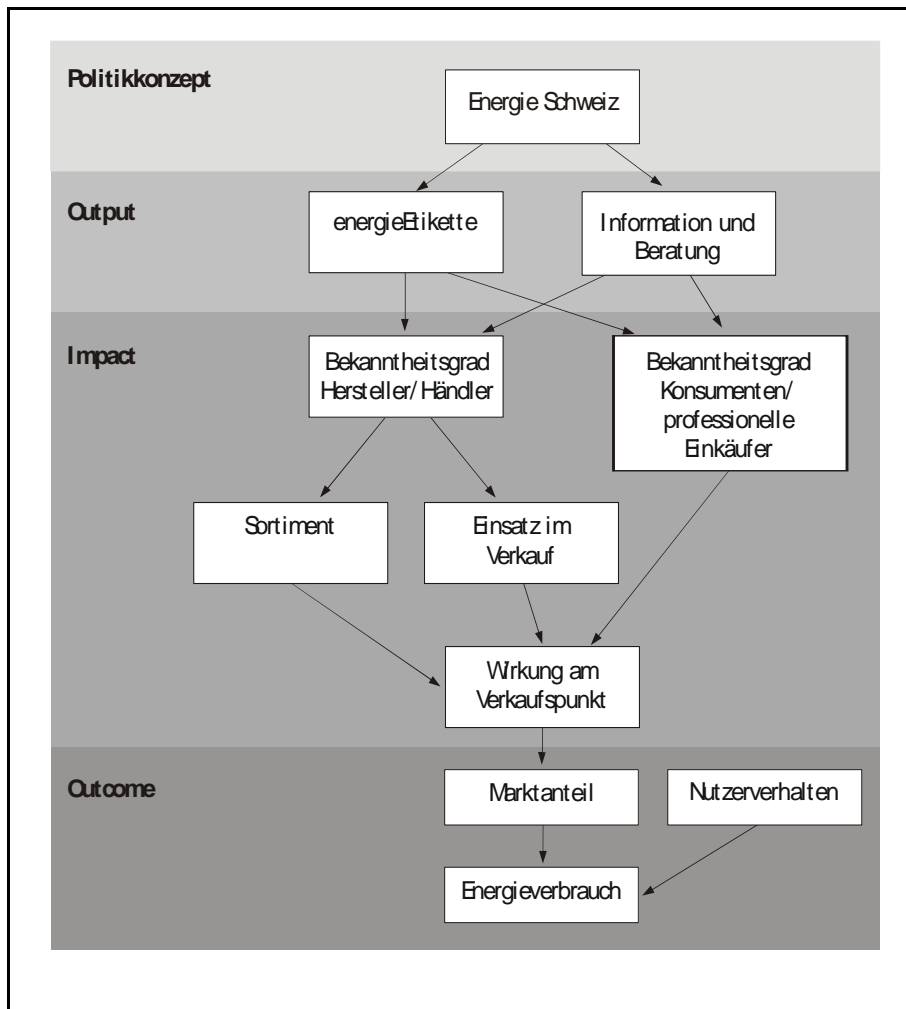 Politikkonzept
Energie Schweiz
Output
energieEtikette
Information und
Beratung
Impact
Bekanntheitsgrad
Hersteller/Händler
Bekanntheitsgrad
Konsumenten/
professionelle
Einkäufer
Sortiment
Einsatz im
Verkauf
Wirkung am
Verkaufspunkt
Outcome
Marktanteil
Nutzerverhalten
Energieverbrauch